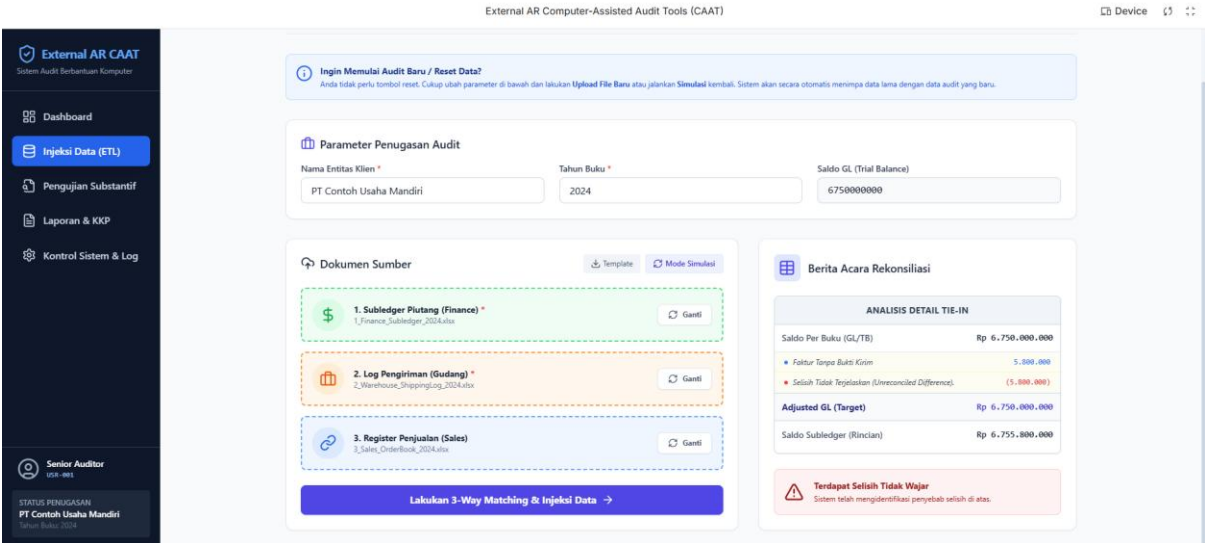 External AR Computer-Assisted Audit Tools (CAAT)
Device
External AR CAAT
Sistem Audit Berbantuan Komputer
Dashboard
Injeksi Data (ETL)
Pengujian Substantif
Laporan & KKP
Kontrol Sistem & Log
Senior Auditor
USR-001
STATUS PENUGASAN
PT Contoh Usaha Mandiri
Tahun Buku: 2024
Ingin Memulai Audit Baru / Reset Data?
Anda tidak perlu tombol reset. Cukup ubah parameter di bawah dan lakukan Upload File Baru atau jalankan Simulasi kembali. Sistem akan secara otomatis menimpa data lama dengan data audit yang baru.
Parameter Penugasan Audit
Nama Entitas Klien *
PT Contoh Usaha Mandiri
Tahun Buku *
2024
Saldo GL (Trial Balance)
6750000000
Dokumen Sumber
Template
Mode Simulasi
1. Subledger Piutang (Finance) *
1_Finance_Subledger_2024.xlsx
Ganti
2. Log Pengiriman (Gudang) *
2_Warehouse_ShippingLog_2024.xlsx
Ganti
3. Register Penjualan (Sales)
3_Sales_OrderBook_2024.xlsx
Ganti
Lakukan 3-Way Matching & Injeksi Data →
Berita Acara Rekonsiliasi
ANALISIS DETAIL TIE-IN
Saldo Per Buku (GL/TB) Rp 6.750.000.000
• Faktur Tanpa Bukti Kirim 5.800.000
• Selisih Tidak Terjelaskan (Unreconciled Difference). (5.800.000)
Adjusted GL (Target) Rp 6.750.000.000
Saldo Subledger (Rincian) Rp 6.755.800.000
Terdapat Selisih Tidak Wajar
Sistem telah mengidentifikasi penyebab selisih di atas.